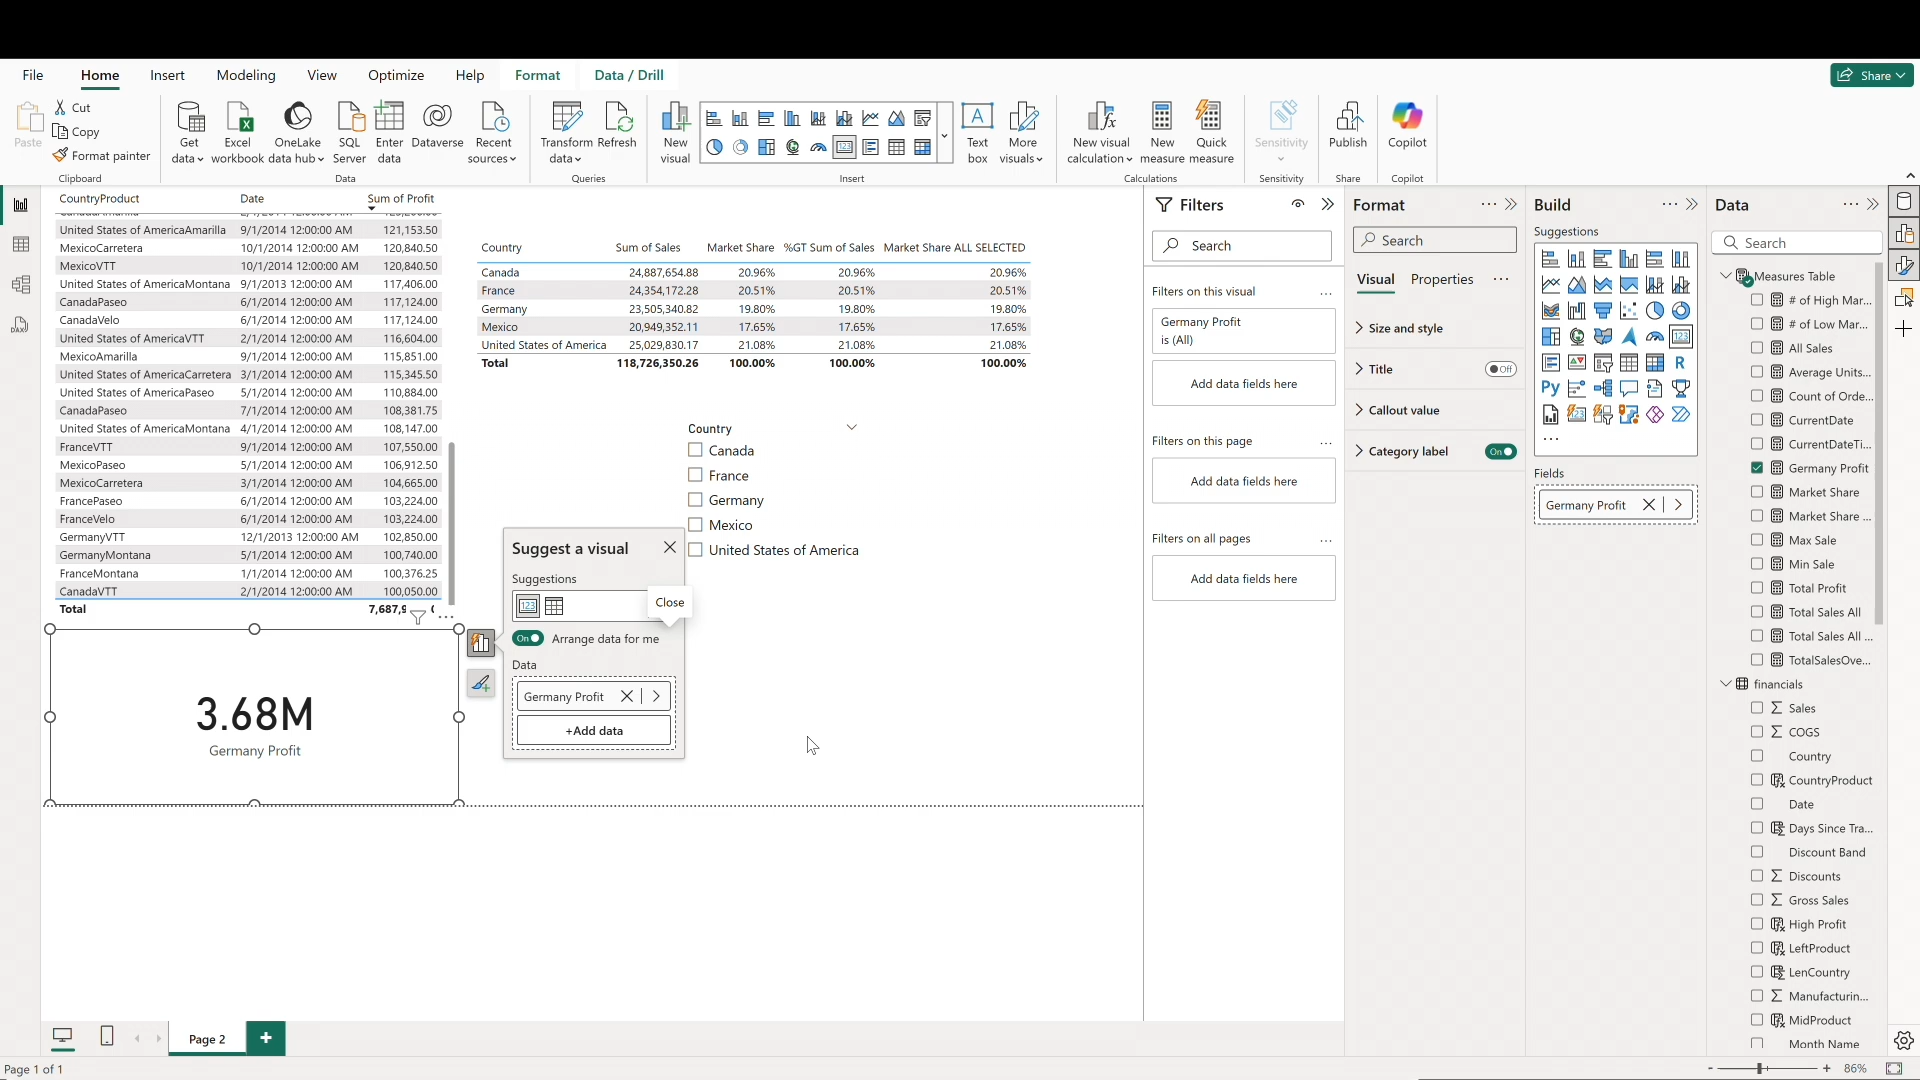 File Home Insert Modeling View Optimize Help Format Data / Drill Share
Paste Cut Copy Format painter Clipboard
Get data Excel workbook OneLake data hub SQL Server Enter data Dataverse Recent sources Data
Transform data Refresh Queries
New visual Text box More visuals Insert
New visual calculation New measure Quick measure Calculations
Sensitivity Sensitivity
Publish Share
Copilot Copilot
CountryProduct Date Sum of Profit
United States of AmericaAmarilla 9/1/2014 12:00:00 AM 121,153.50
MexicoCarretera 10/1/2014 12:00:00 AM 120,840.50
MexicoVTT 10/1/2014 12:00:00 AM 120,840.50
United States of AmericaMontana 9/1/2013 12:00:00 AM 117,406.00
CanadaPaseo 6/1/2014 12:00:00 AM 117,124.00
CanadaVelo 6/1/2014 12:00:00 AM 117,124.00
United States of AmericaVTT 2/1/2014 12:00:00 AM 116,604.00
MexicoAmarilla 9/1/2014 12:00:00 AM 115,851.00
United States of AmericaCarretera 3/1/2014 12:00:00 AM 115,345.50
United States of AmericaPaseo 5/1/2014 12:00:00 AM 110,884.00
CanadaPaseo 7/1/2014 12:00:00 AM 108,381.75
United States of AmericaMontana 4/1/2014 12:00:00 AM 108,147.00
FranceVTT 9/1/2014 12:00:00 AM 107,550.00
MexicoPaseo 5/1/2014 12:00:00 AM 106,912.50
MexicoCarretera 3/1/2014 12:00:00 AM 104,665.00
FrancePaseo 6/1/2014 12:00:00 AM 103,224.00
FranceVelo 6/1/2014 12:00:00 AM 103,224.00
GermanyVTT 12/1/2013 12:00:00 AM 102,850.00
GermanyMontana 5/1/2014 12:00:00 AM 100,740.00
FranceMontana 1/1/2014 12:00:00 AM 100,376.25
CanadaVTT 2/1/2014 12:00:00 AM 100,050.00
Total 7,687,9
3.68M
Germany Profit
Country Sum of Sales Market Share %GT Sum of Sales Market Share ALL SELECTED
Canada 24,887,654.88 20.96% 20.96% 20.96%
France 24,354,172.28 20.51% 20.51% 20.51%
Germany 23,505,340.82 19.80% 19.80% 19.80%
Mexico 20,949,352.11 17.65% 17.65% 17.65%
United States of America 25,029,830.17 21.08% 21.08% 21.08%
Total 118,726,350.26 100.00% 100.00% 100.00%
Country
Canada
France
Germany
Mexico
United States of America
Suggest a visual
Suggestions
Close
On Arrange data for me
Data
Germany Profit
+Add data
Filters
Search
Filters on this visual ...
Germany Profit
is (All)
Add data fields here
Filters on this page ...
Add data fields here
Filters on all pages ...
Add data fields here
Format ...
Search
Visual Properties ...
Size and style
Title Off
Callout value
Category label On
Build ...
Suggestions
123
R
Py
...
Fields
Germany Profit
Data ...
Search
Measures Table
# of High Mar...
# of Low Mar...
All Sales
Average Units...
Count of Orde...
CurrentDate
CurrentDateTi...
Germany Profit
Market Share
Market Share ...
Max Sale
Min Sale
Total Profit
Total Sales All
Total Sales All ...
TotalSalesOve...
financials
Sales
COGS
Country
CountryProduct
Date
Days Since Tra...
Discount Band
Discounts
Gross Sales
High Profit
LeftProduct
LenCountry
Manufacturin...
MidProduct
Month Name
Page 2
Page 1 of 1
- + 86%